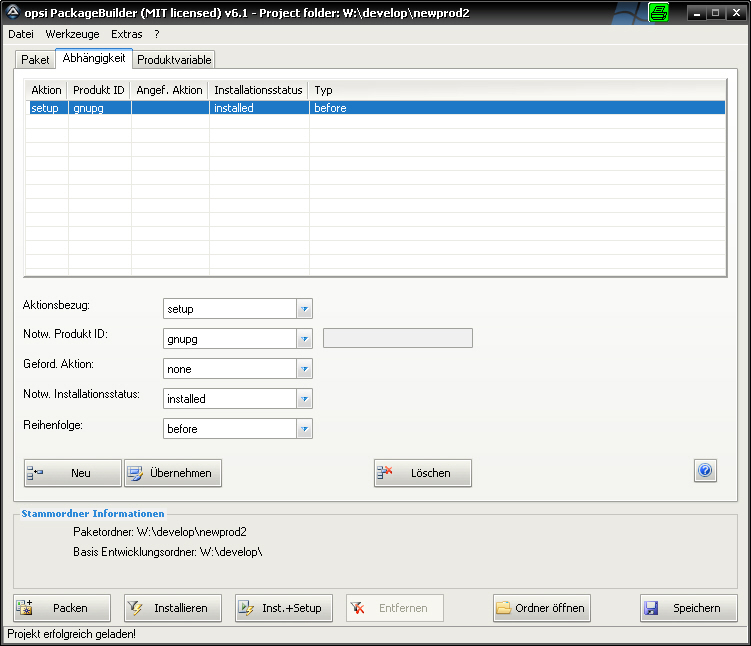 opsi PackageBuilder (MIT licensed) v6.1 - Project folder: W:\develop\newprod2
Datei Werkzeuge Extras ?
Paket Abhängigkeit Produktvariable
Aktion Produkt ID Angef. Aktion Installationsstatus Typ
setup gnupg installed before
Aktionsbezug: setup
Notw. Produkt ID: gnupg
Geford. Aktion: none
Notw. Installationsstatus: installed
Reihenfolge: before
Neu Übernehmen Löschen ?
Stammordner Informationen
Paketordner: W:\develop\newprod2
Basis Entwicklungsordner: W:\develop\
Packen Installieren Inst.+Setup Entfernen Ordner öffnen Speichern
Projekt erfolgreich geladen!